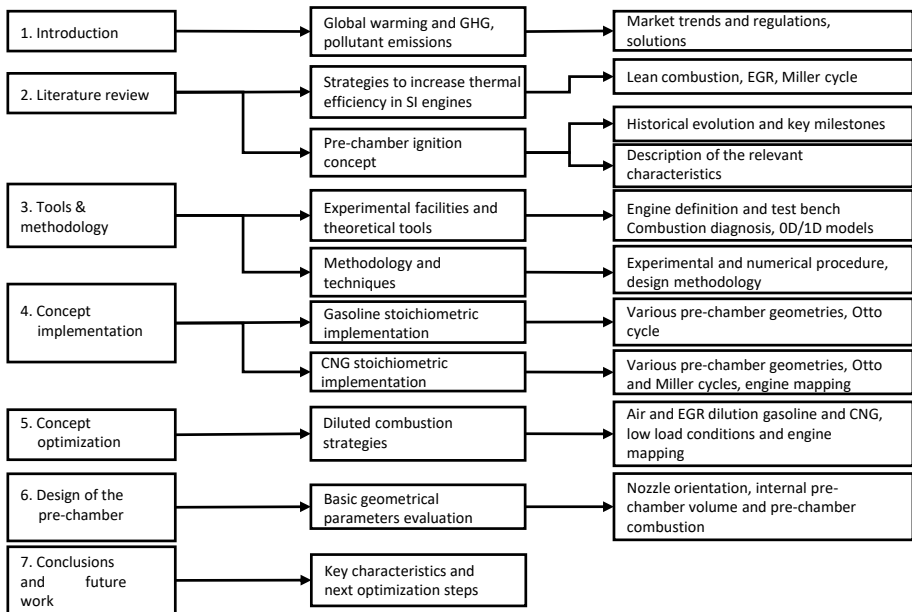 1. Introduction
Global warming and GHG,
pollutant emissions
Market trends and regulations,
solutions
2. Literature review
Strategies to increase thermal
efficiency in SI engines
Lean combustion, EGR, Miller cycle
Pre-chamber ignition
concept
Historical evolution and key milestones
Description of the relevant
characteristics
3. Tools &
methodology
Experimental facilities and
theoretical tools
Engine definition and test bench
Combustion diagnosis, 0D/1D models
Methodology and
techniques
Experimental and numerical procedure,
design methodology
4. Concept
implementation
Gasoline stoichiometric
implementation
Various pre-chamber geometries, Otto
cycle
CNG stoichiometric
implementation
Various pre-chamber geometries, Otto
and Miller cycles, engine mapping
5. Concept
optimization
Diluted combustion
strategies
Air and EGR dilution gasoline and CNG,
low load conditions and engine
mapping
6. Design of the
pre-chamber
Basic geometrical
parameters evaluation
Nozzle orientation, internal pre-
chamber volume and pre-chamber
combustion
7. Conclusions
and future
work
Key characteristics and
next optimization steps